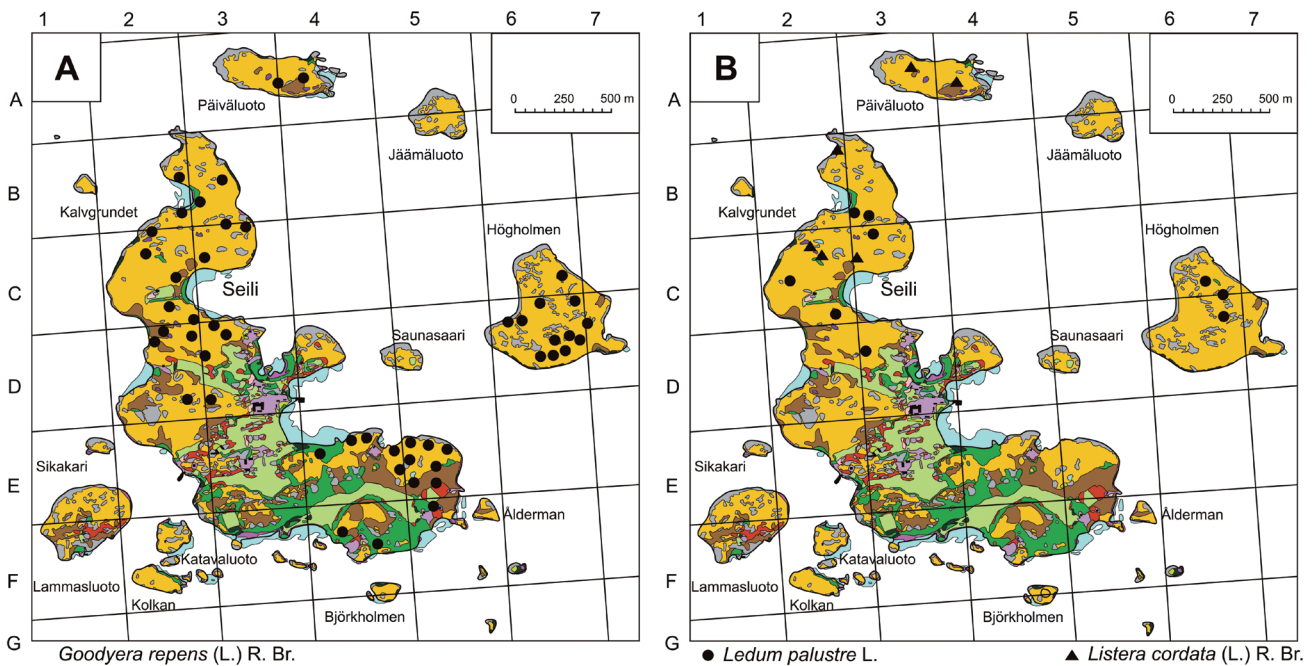 1 2 3 4 5 6 7
A
0 250 500 m
A
Päiväluoto
Jäämäluoto
B
Kalvgrundet
Högholmen
C
Seili
Saunasaari
D
Sikakari
E
Ålderman
Katavaluoto
Lammasluoto
F
Kolkan
Björkholmen
G
Goodyera repens (L.) R. Br.
1 2 3 4 5 6 7
B
0 250 500 m
A
Päiväluoto
Jäämäluoto
B
Kalvgrundet
Högholmen
C
Seili
Saunasaari
D
Sikakari
E
Ålderman
Katavaluoto
Lammasluoto
F
Kolkan
Björkholmen
G
● Ledum palustre L. ▲ Listera cordata (L.) R. Br.